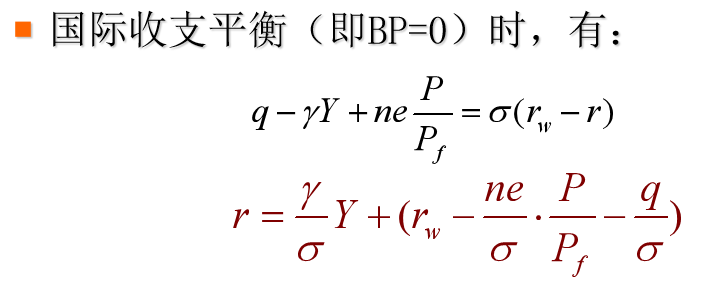 国际收支平衡（即BP=0）时，有：
q − γY + ne P/P_f = σ(r_w − r)
r = γ/σ Y + (r_w − ne/σ · P/P_f − q/σ)